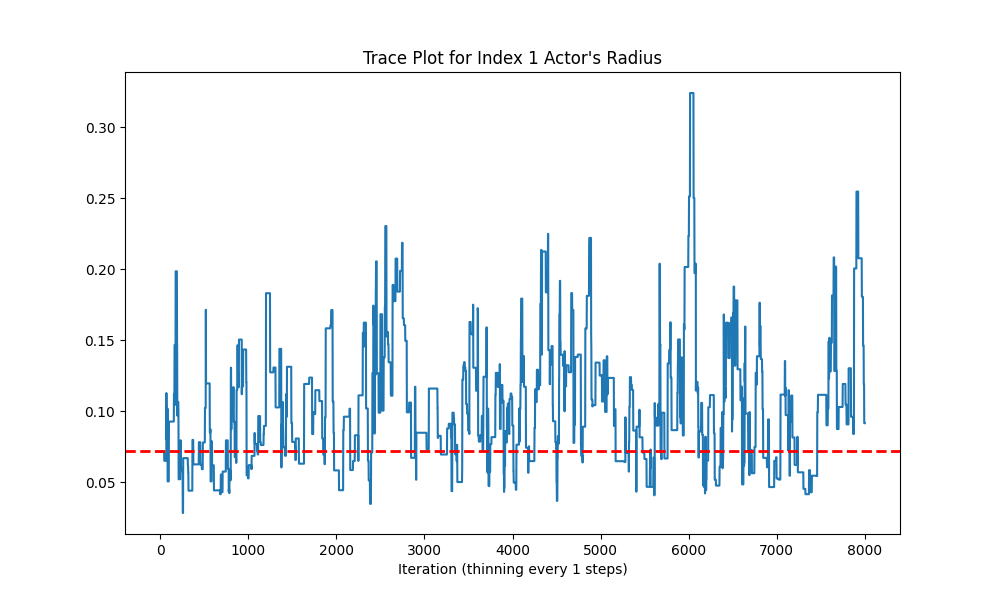 Trace Plot for Index 1 Actor's Radius
0.30
0.25
0.20
0.15
0.10
0.05
0 1000 2000 3000 4000 5000 6000 7000 8000
Iteration (thinning every 1 steps)